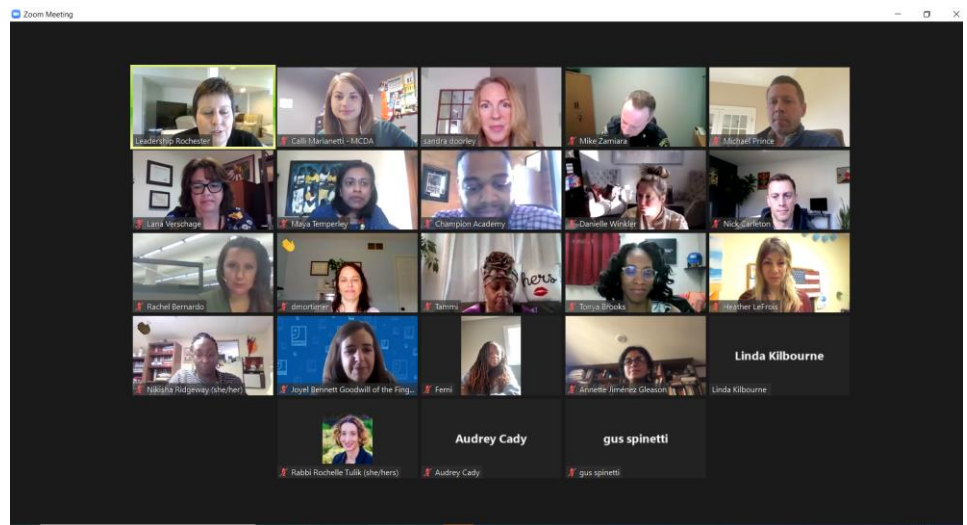 Zoom Meeting
Leadership Rochester
Calli Marianetti - MCDA
sandra doorley
Mike Zamiara
Michael Prince
Lana Verschage
Maya Temperley
Champion Academy
Danielle Winkler
Nick Carleton
Rachel Bernardo
dmortimer
Tammi
hers
Tonya Brooks
Heather LeFrois
Nikisha Ridgeway (she/her)
Joyel Bennett Goodwill of the Fing...
Femi
Annette Jiménez Gleason
Linda Kilbourne
Linda Kilbourne
Rabbi Rochelle Tulik (she/hers)
Audrey Cady
Audrey Cady
gus spinetti
gus spinetti